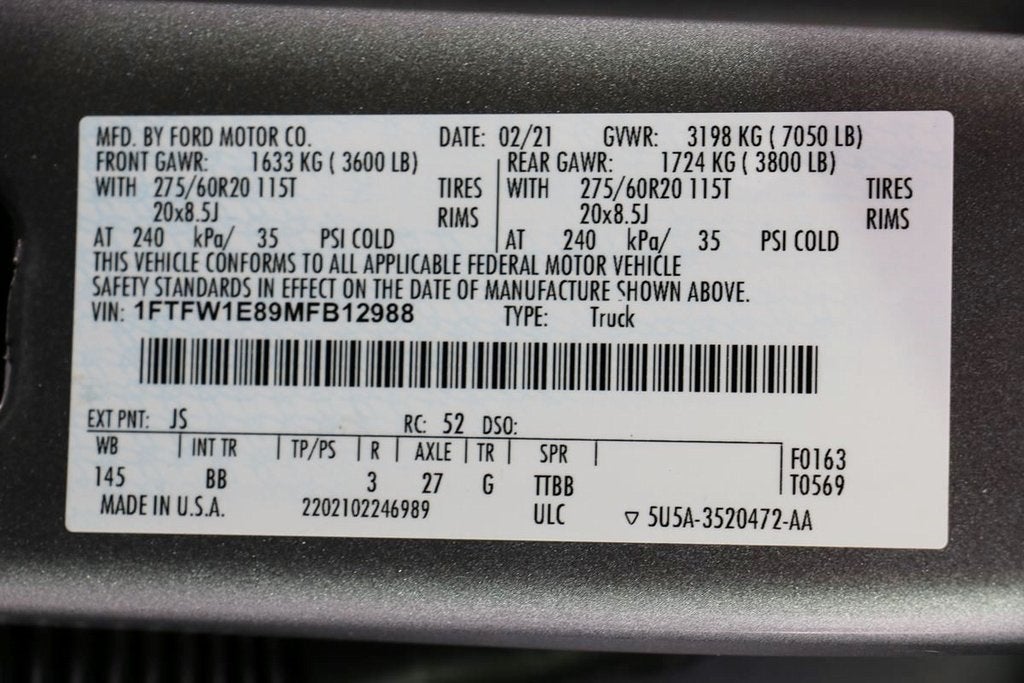 MFD. BY FORD MOTOR CO. DATE: 02/21 GVWR: 3198 KG ( 7050 LB)
FRONT GAWR: 1633 KG ( 3600 LB) REAR GAWR: 1724 KG ( 3800 LB)
WITH 275/60R20 115T TIRES WITH 275/60R20 115T TIRES
20x8.5J RIMS 20x8.5J RIMS
AT 240 kPa/ 35 PSI COLD AT 240 kPa/ 35 PSI COLD
THIS VEHICLE CONFORMS TO ALL APPLICABLE FEDERAL MOTOR VEHICLE
SAFETY STANDARDS IN EFFECT ON THE DATE OF MANUFACTURE SHOWN ABOVE.
VIN: 1FTFW1E89MFB12988 TYPE: Truck
EXT PNT: JS RC: 52 DSO:
WB INT TR TP/PS R AXLE TR SPR F0163
145 BB 3 27 G TTBB T0569
MADE IN U.S.A. 2202102246989 ULC ▽ 5U5A-3520472-AA